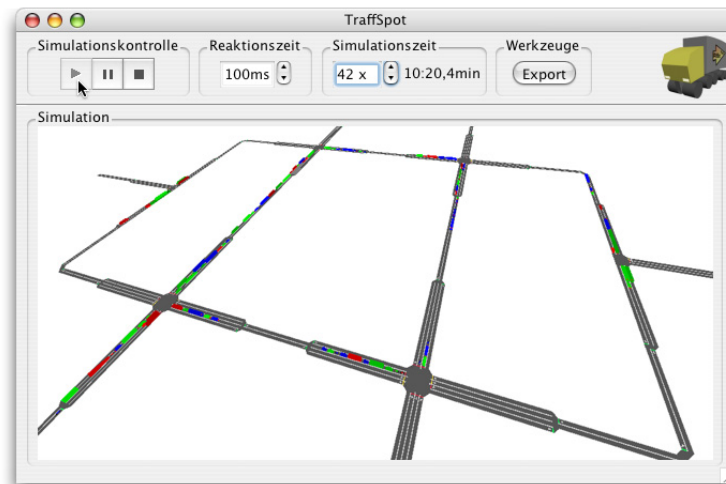 TraffSpot
Simulationskontrolle
Reaktionszeit
Simulationszeit
Werkzeuge
100ms
42 x
10:20,4min
Export
Simulation